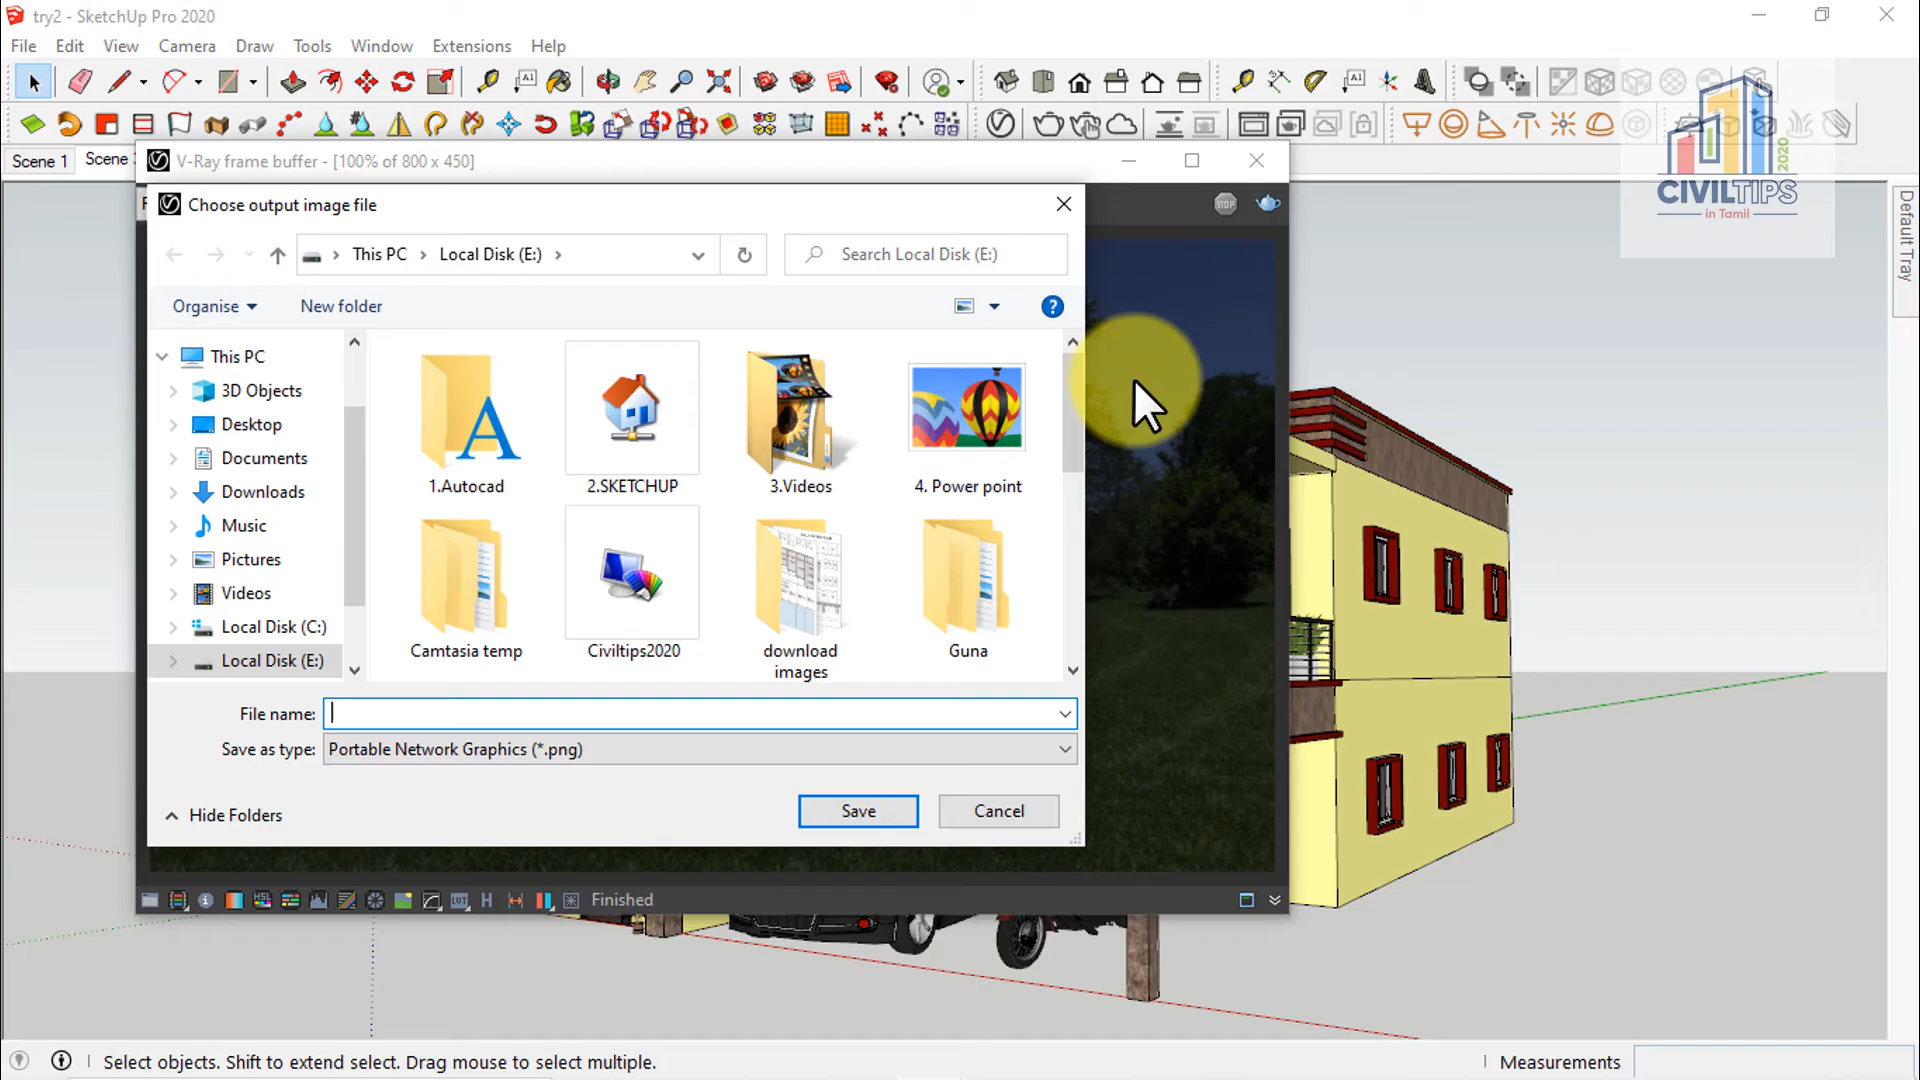 try2 - SketchUp Pro 2020
File Edit View Camera Draw Tools Window Extensions Help
Scene 1 Scene
V-Ray frame buffer - [100% of 800 x 450]
Choose output image file
STOP
This PC Local Disk (E:) Search Local Disk (E:)
Organise New folder
This PC
3D Objects
Desktop
Documents
Downloads
Music
Pictures
Videos
Local Disk (C:)
Local Disk (E:)
1.Autocad 2.SKETCHUP 3.Videos 4. Power point
Camtasia temp Civiltips2020 download images Guna
File name:
Save as type: Portable Network Graphics (*.png)
Hide Folders Save Cancel
HSL LUT H Finished
Select objects. Shift to extend select. Drag mouse to select multiple. Measurements
Default Tray
2020
CIVILTIPS
in Tamil